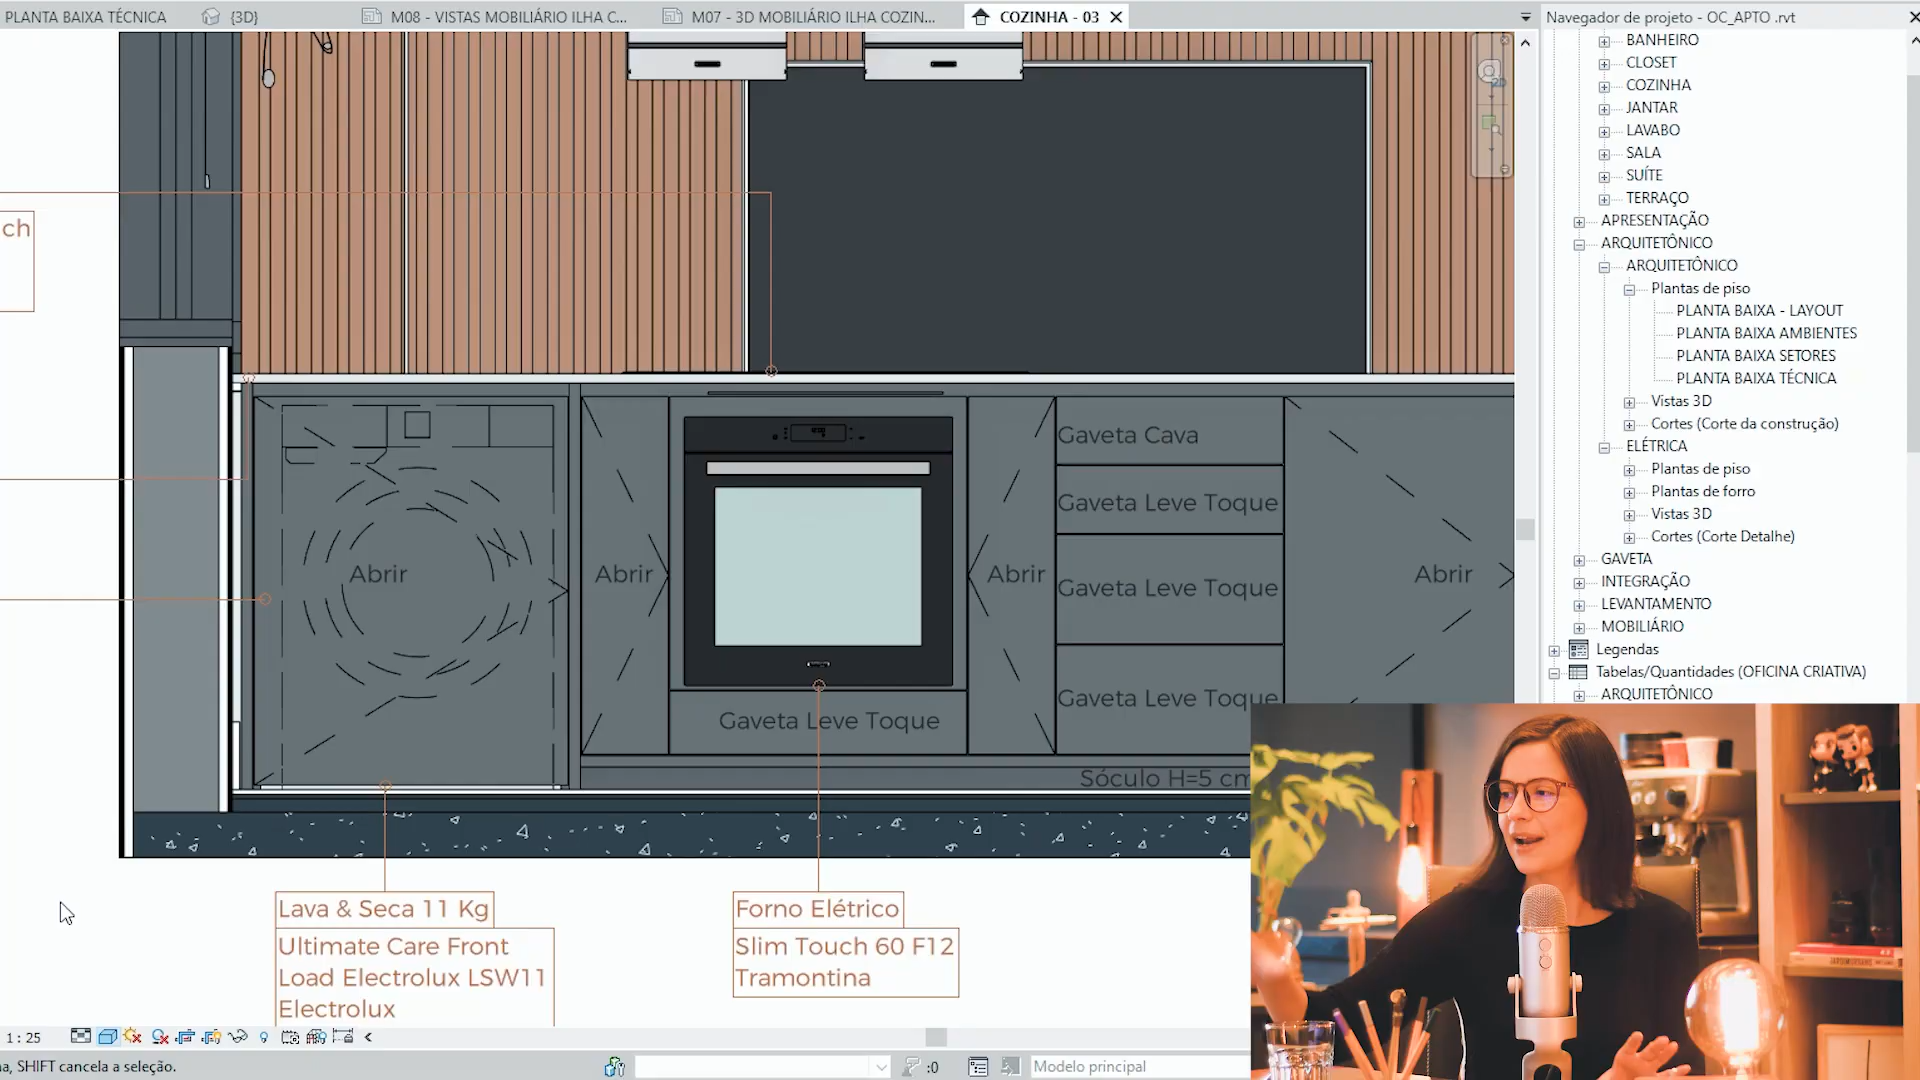 PLANTA BAIXA TÉCNICA
{3D}
M08 - VISTAS MOBILIÁRIO ILHA C...
M07 - 3D MOBILIÁRIO ILHA COZIN...
COZINHA - 03
Navegador de projeto - OC_APTO .rvt
BANHEIRO
CLOSET
COZINHA
JANTAR
LAVABO
SALA
SUÍTE
TERRAÇO
APRESENTAÇÃO
ARQUITETÔNICO
ARQUITETÔNICO
Plantas de piso
PLANTA BAIXA - LAYOUT
PLANTA BAIXA AMBIENTES
PLANTA BAIXA SETORES
PLANTA BAIXA TÉCNICA
Vistas 3D
Cortes (Corte da construção)
ELÉTRICA
Plantas de piso
Plantas de forro
Vistas 3D
Cortes (Corte Detalhe)
GAVETA
INTEGRAÇÃO
LEVANTAMENTO
MOBILIÁRIO
Legendas
Tabelas/Quantidades (OFICINA CRIATIVA)
ARQUITETÔNICO
ch
Abrir
Abrir
Abrir
Gaveta Cava
Gaveta Leve Toque
Gaveta Leve Toque
Gaveta Leve Toque
Abrir
Gaveta Leve Toque
Sóculo H=5 cm
Lava & Seca 11 Kg
Ultimate Care Front
Load Electrolux LSW11
Electrolux
Forno Elétrico
Slim Touch 60 F12
Tramontina
1 : 25
a, SHIFT cancela a seleção.
:0
Modelo principal